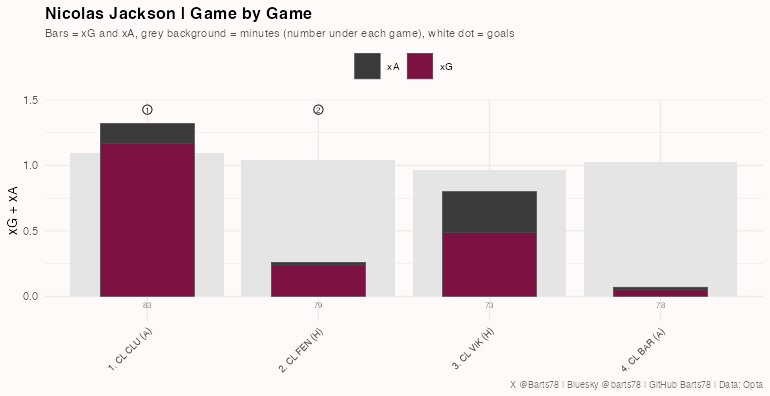 Nicolas Jackson | Game by Game
Bars = xG and xA, grey background = minutes (number under each game), white dot = goals
xA xG
xG + xA
1.5
1.0
0.5
0.0
1 2
83 79 73 78
1. CL CLU (A)
2. CL FEN (H)
3. CL VIK (H)
4. CL BAR (A)
X @Barts78 | Bluesky @barts78 | GitHub Barts78 | Data: Opta